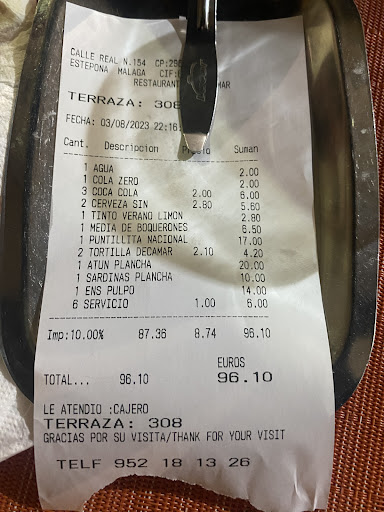 CALLE REAL N.154 CP:29
ESTEPONA MALAGA CIF:
RESTAURANT MAR
TERRAZA: 308
FECHA: 03/08/2023 22:16
Cant. Descripcion Suman
1 AGUA 2.00
1 COLA ZERO 2.00
3 COCA COLA 2.00 6.00
2 CERVEZA SIN 2.80 5.60
1 TINTO VERANO LIMON 2.80
1 MEDIA DE BOQUERONES 6.50
1 PUNTILLITA NACIONAL 17.00
2 TORTILLA DECAMAR 2.10 4.20
1 ATUN PLANCHA 20.00
1 SARDINAS PLANCHA 10.00
1 ENS PULPO 14.00
6 SERVICIO 1.00 6.00
Imp:10.00% 87.36 8.74 96.10
EUROS
TOTAL... 96.10 96.10
LE ATENDIO :CAJERO
TERRAZA: 308
GRACIAS POR SU VISITA/THANK FOR YOUR VISIT
TELF 952 18 13 26